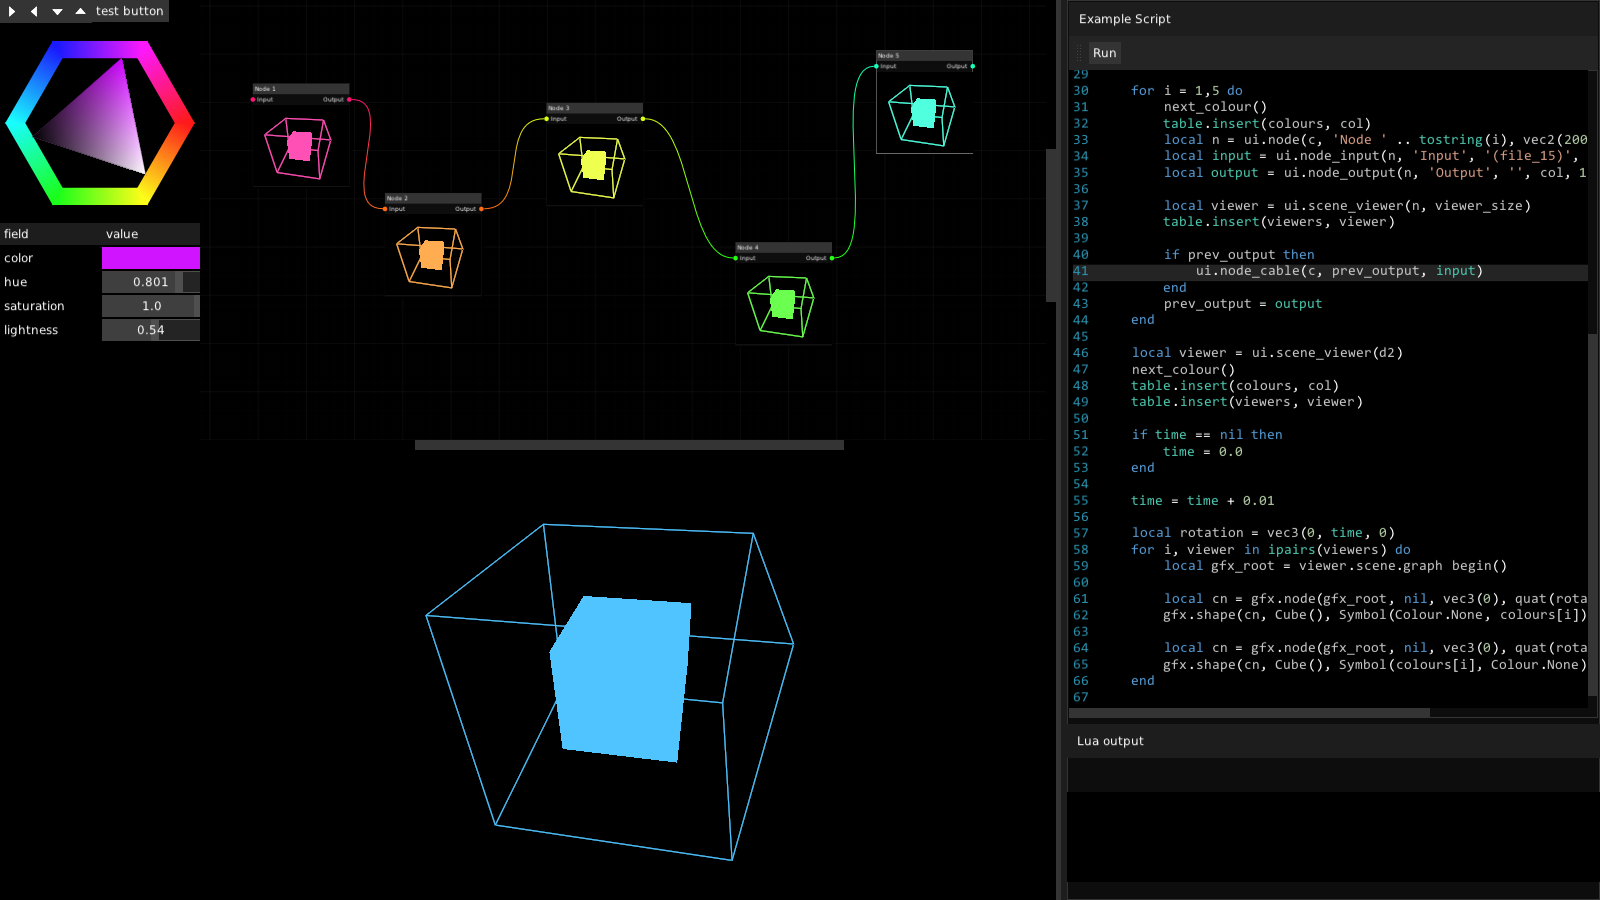 test button
field value
color
hue 0.801
saturation 1.0
lightness 0.54
Node 1
Input Output
Node 2
Input Output
Node 3
Input Output
Node 4
Input Output
Node 5
Input Output
Example Script
Run
29
30 for i = 1,5 do
31 next_colour()
32 table.insert(colours, col)
33 local n = ui.node(c, 'Node ' .. tostring(i), vec2(200
34 local input = ui.node_input(n, 'Input', '(file_15)',
35 local output = ui.node_output(n, 'Output', '', col, 1
36
37 local viewer = ui.scene_viewer(n, viewer_size)
38 table.insert(viewers, viewer)
39
40 if prev_output then
41 ui.node_cable(c, prev_output, input)
42 end
43 prev_output = output
44 end
45
46 local viewer = ui.scene_viewer(d2)
47 next_colour()
48 table.insert(colours, col)
49 table.insert(viewers, viewer)
50
51 if time == nil then
52 time = 0.0
53 end
54
55 time = time + 0.01
56
57 local rotation = vec3(0, time, 0)
58 for i, viewer in ipairs(viewers) do
59 local gfx_root = viewer.scene.graph begin()
60
61 local cn = gfx.node(gfx_root, nil, vec3(0), quat(rota
62 gfx.shape(cn, Cube(), Symbol(Colour.None, colours[i])
63
64 local cn = gfx.node(gfx_root, nil, vec3(0), quat(rota
65 gfx.shape(cn, Cube(), Symbol(colours[i], Colour.None)
66 end
67
Lua output